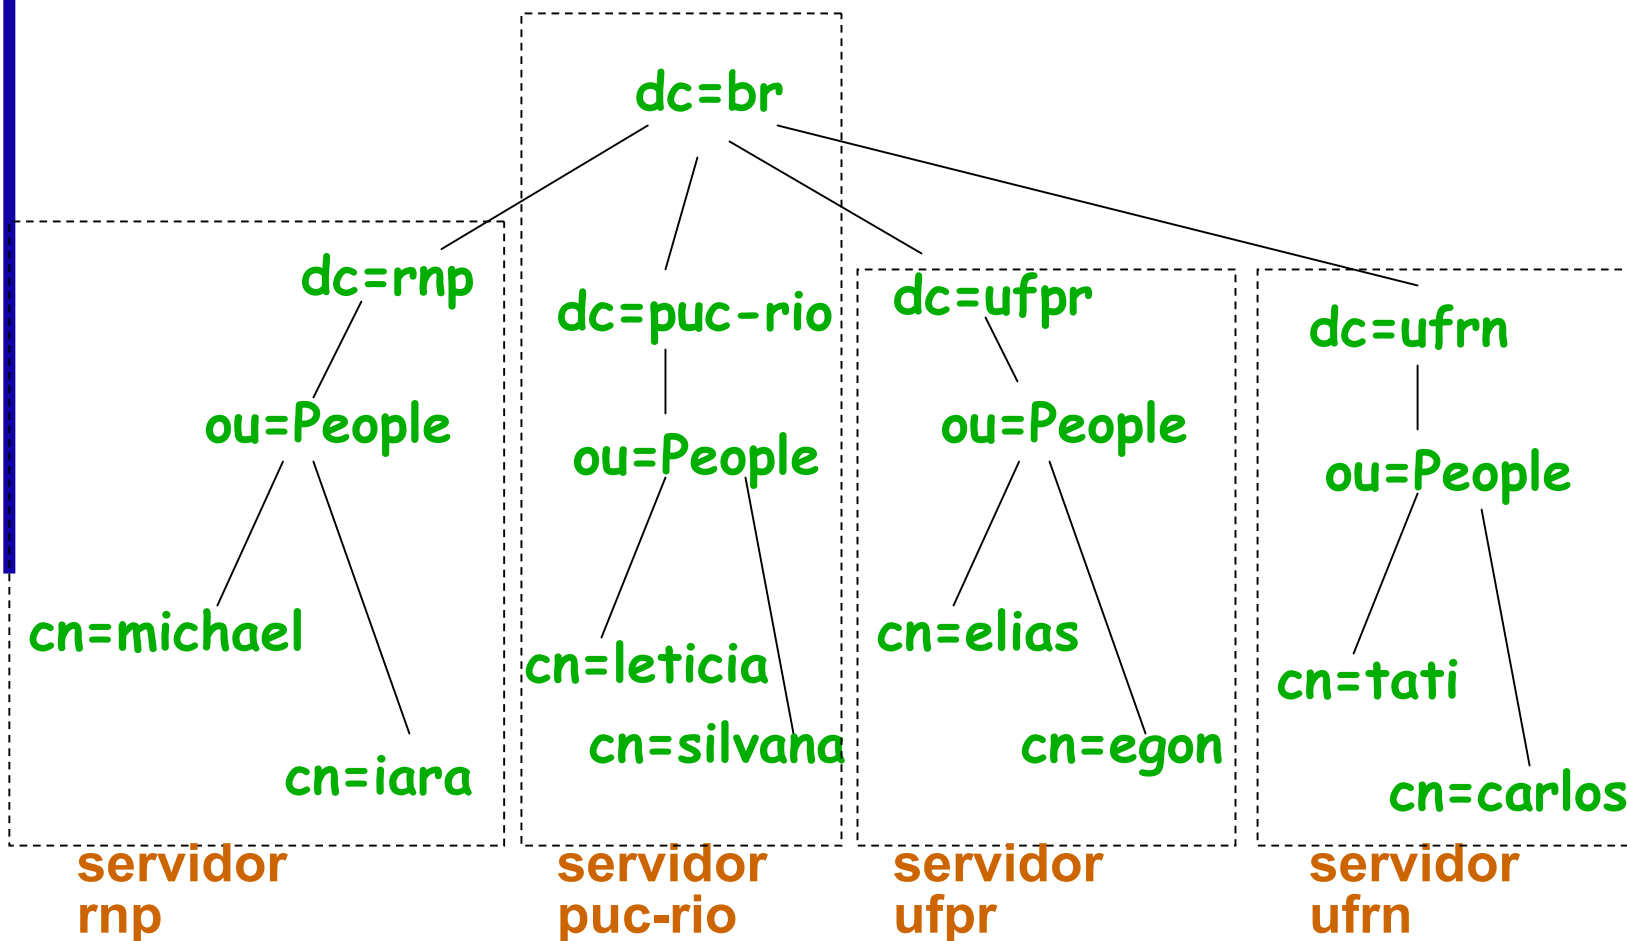 dc=br
dc=rnp
dc=puc-rio
dc=ufpr
dc=ufrn
ou=People
ou=People
ou=People
ou=People
cn=michael
cn=leticia
cn=elias
cn=tati
cn=iara
cn=silvana
cn=egon
cn=carlos
servidor
rnp
servidor
puc-rio
servidor
ufpr
servidor
ufrn